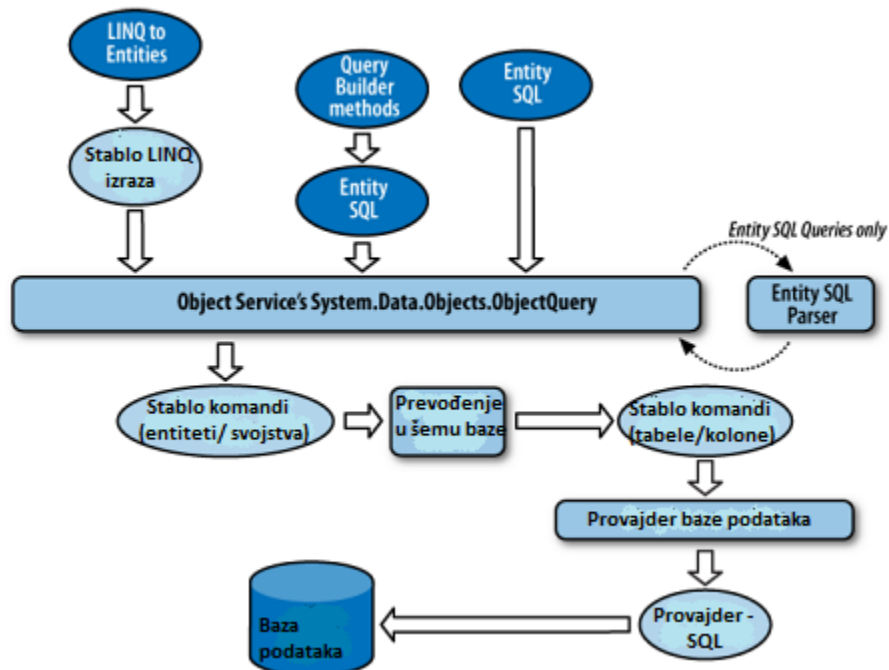 LINQ to
Entities
Query
Builder
methods
Entity
SQL
Stablo LINQ
izraza
Entity
SQL
Entity SQL Queries only
Object Service's System.Data.Objects.ObjectQuery
Entity SQL
Parser
Stablo komandi
(entiteti/ svojstva)
Prevođenje
u šemu baze
Stablo komandi
(tabele/kolone)
Provajder baze podataka
Baza
podataka
Provajder -
SQL